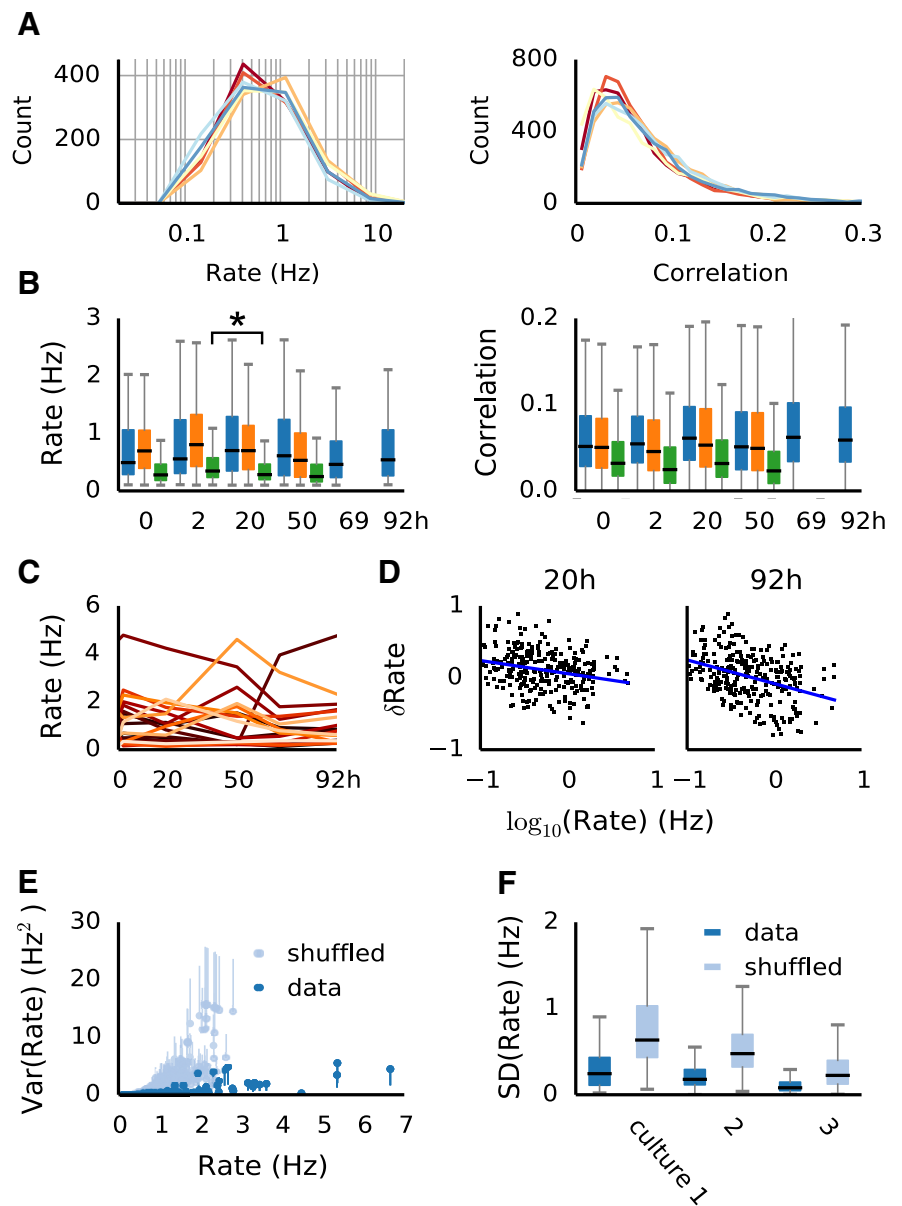 A
400
200
0
Count
0.1 1 10
Rate (Hz)
800
400
0
Count
0 0.1 0.2 0.3
Correlation
B
3
2
1
0
Rate (Hz)
*
0 2 20 50 69 92h
0.2
0.1
0.0
Correlation
0 2 20 50 69 92h
C
6
4
2
0
Rate (Hz)
0 20 50 92h
D
20h
92h
1
0
−1
δRate
−1 0 1
−1 0 1
log10(Rate) (Hz)
E
30
20
10
0
Var(Rate) (Hz²)
shuffled
data
0 1 2 3 4 5 6 7
Rate (Hz)
F
2
1
0
SD(Rate) (Hz)
data
shuffled
culture 1
2
3